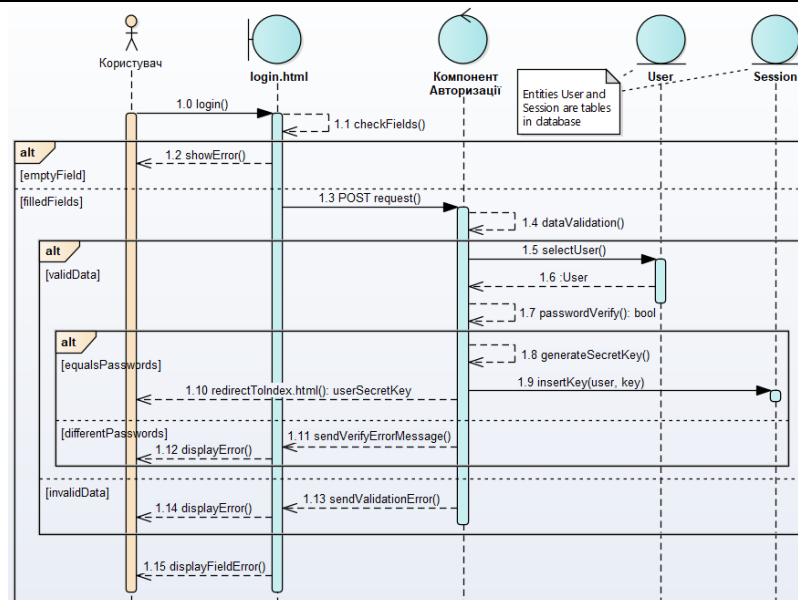 Користувач
login.html
Компонент
Авторизації
User
Session
Entities User and
Session are tables
in database
1.0 login()
1.1 checkFields()
alt
1.2 showError()
[emptyField]
[filledFields]
1.3 POST request()
1.4 dataValidation()
alt
1.5 selectUser()
[validData]
1.6 :User
1.7 passwordVerify(): bool
alt
1.8 generateSecretKey()
[equalsPasswords]
1.9 insertKey(user, key)
1.10 redirectToIndex.html(): userSecretKey
[differentPasswords]
1.11 sendVerifyErrorMessage()
1.12 displayError()
[invalidData]
1.13 sendValidationError()
1.14 displayError()
1.15 displayFieldError()